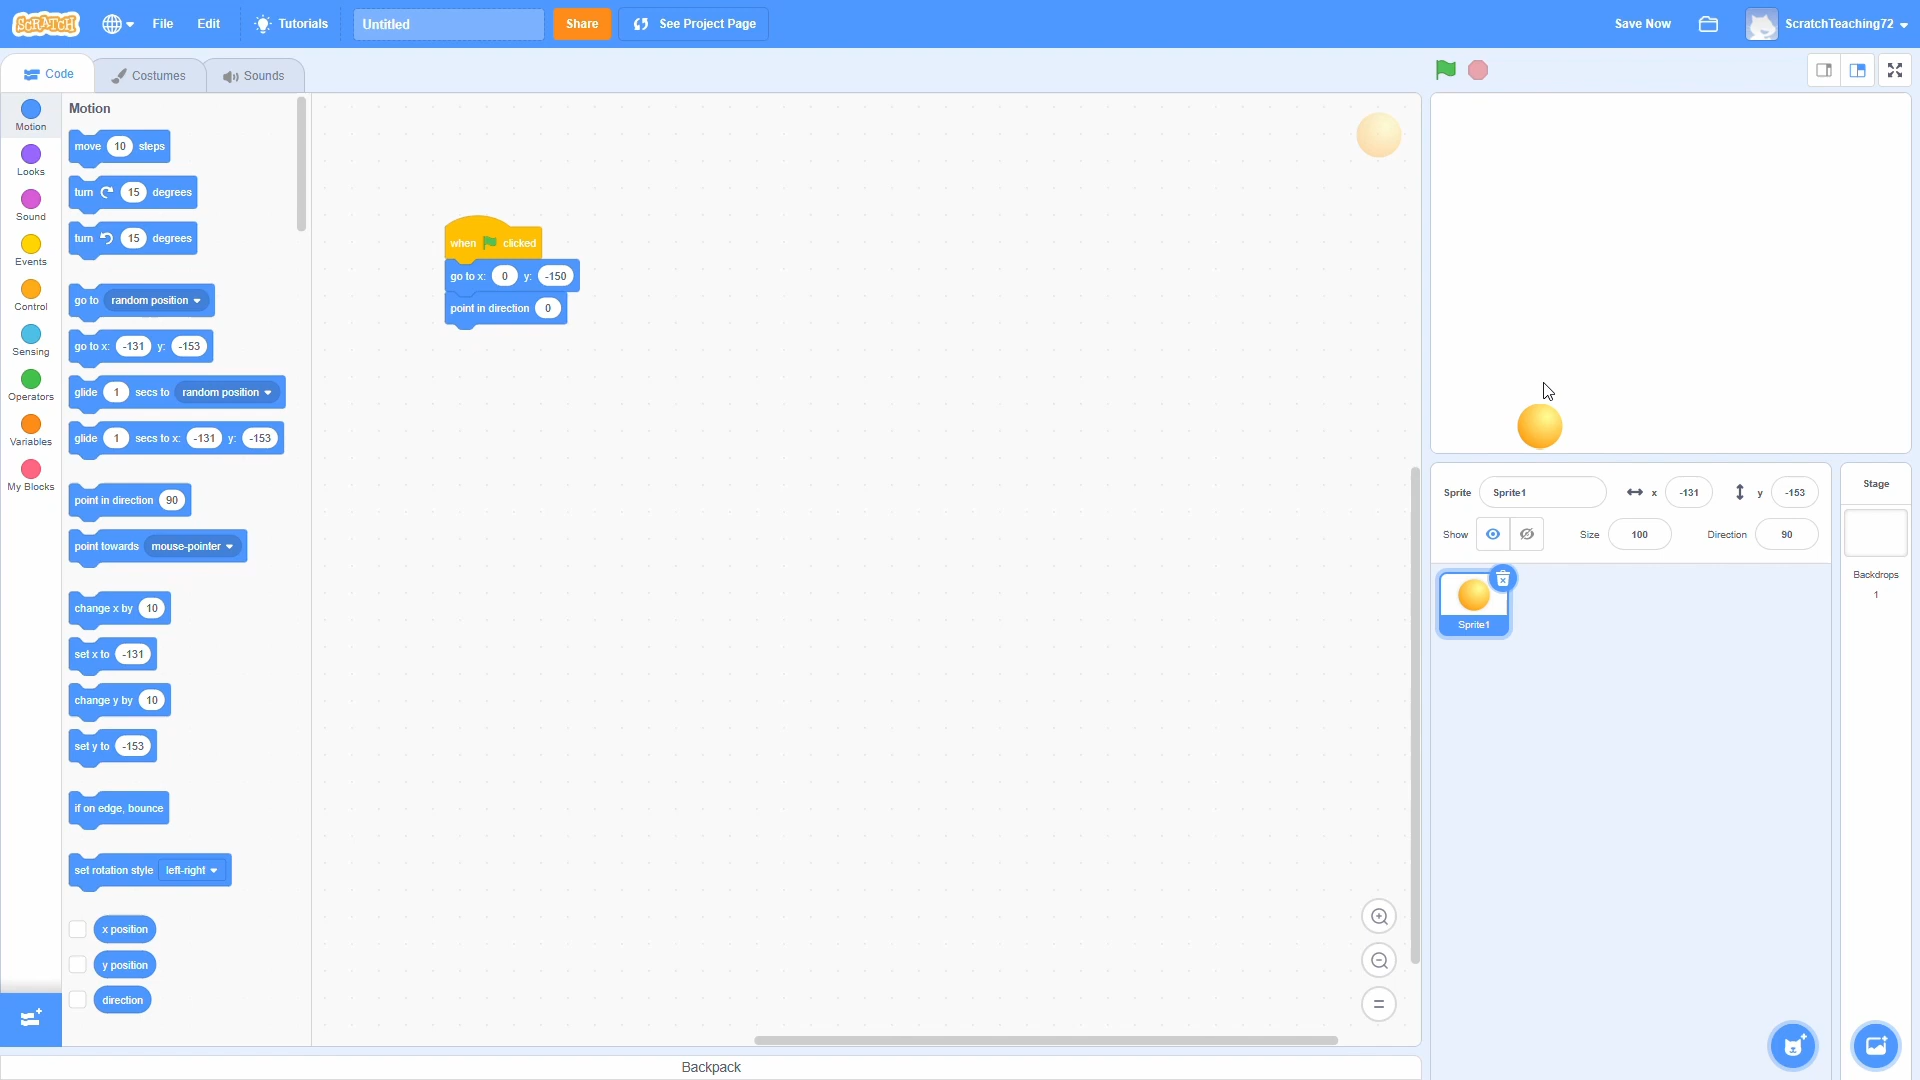 SCRATCH File Edit Tutorials Untitled Share See Project Page Save Now ScratchTeaching72
Code Costumes Sounds
Motion
Looks
Sound
Events
Control
Sensing
Operators
Variables
My Blocks
Motion
move 10 steps
turn 15 degrees
turn 15 degrees
go to random position
go to x: -131 y: -153
glide 1 secs to random position
glide 1 secs to x: -131 y: -153
point in direction 90
point towards mouse-pointer
change x by 10
set x to -131
change y by 10
set y to -153
if on edge, bounce
set rotation style left-right
x position
y position
direction
when clicked
go to x: 0 y: -150
point in direction 0
Sprite Sprite1 x -131 y -153
Show Size 100 Direction 90
Sprite1
Stage
Backdrops
1
Backpack